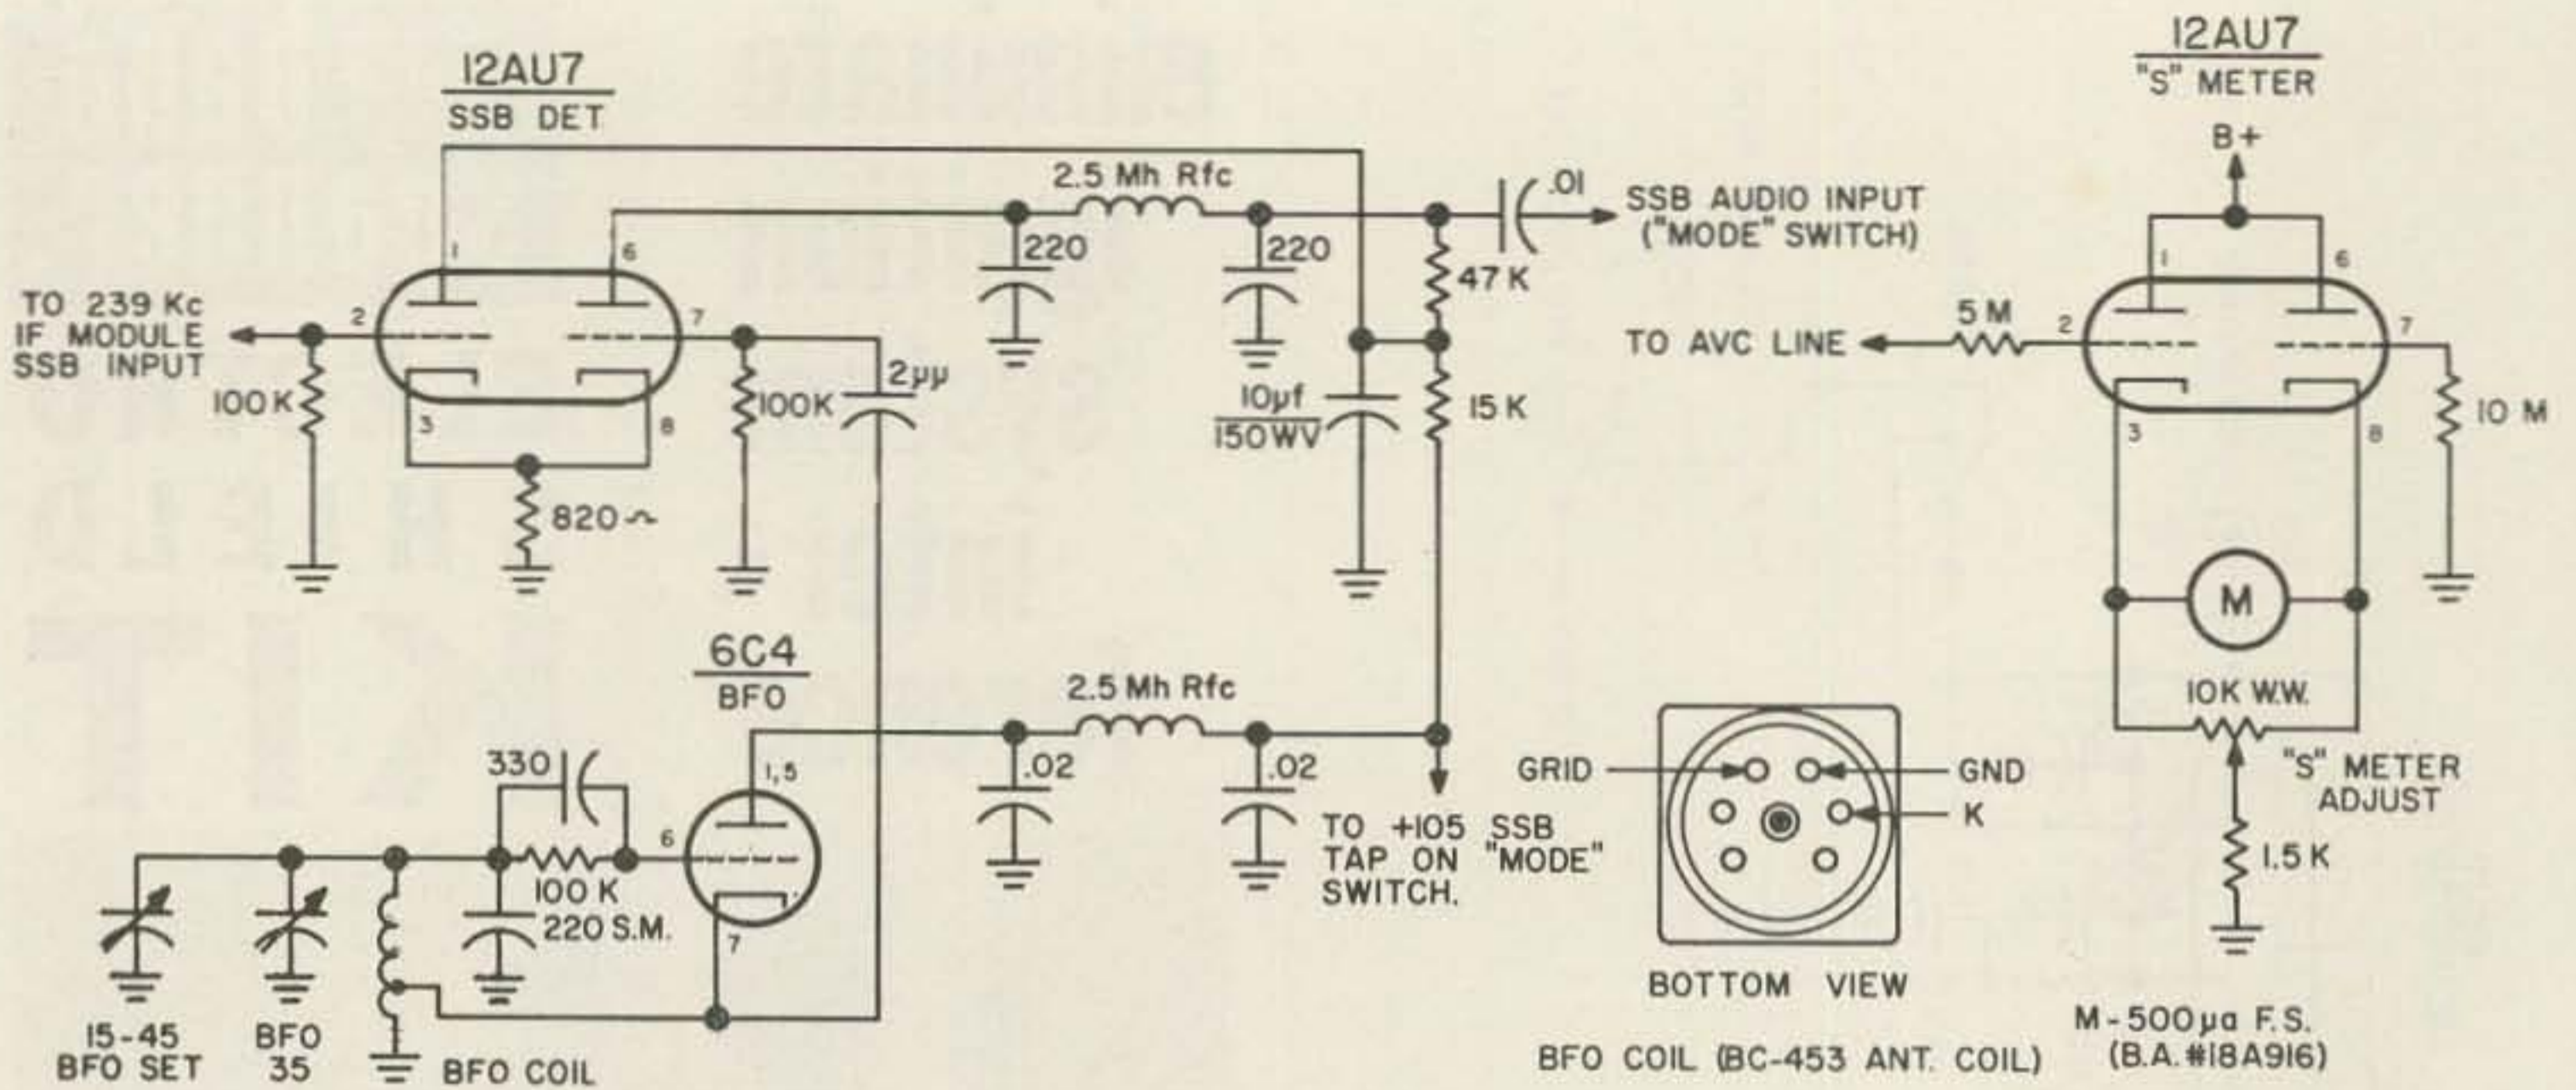 12AU7
SSB DET
2.5 Mh Rfc
.01
SSB AUDIO INPUT
("MODE" SWITCH)
1
6
220
220
47 K
TO 239 Kc
IF MODULE
SSB INPUT
2
7
100 K
100K
2µµ
10µf
150WV
15 K
3
8
820
6C4
BFO
2.5 Mh Rfc
330
1,5
.02
.02
6
100 K
220 S.M.
7
TO +105 SSB
TAP ON "MODE"
SWITCH.
15-45
BFO SET
BFO
35
BFO COIL
12AU7
"S" METER
B+
1
6
5 M
TO AVC LINE
2
7
10 M
3
8
M
10K W.W.
"S" METER
ADJUST
1.5 K
GRID
GND
K
BOTTOM VIEW
BFO COIL (BC-453 ANT. COIL)
M-500µa F.S.
(B.A.#18A916)